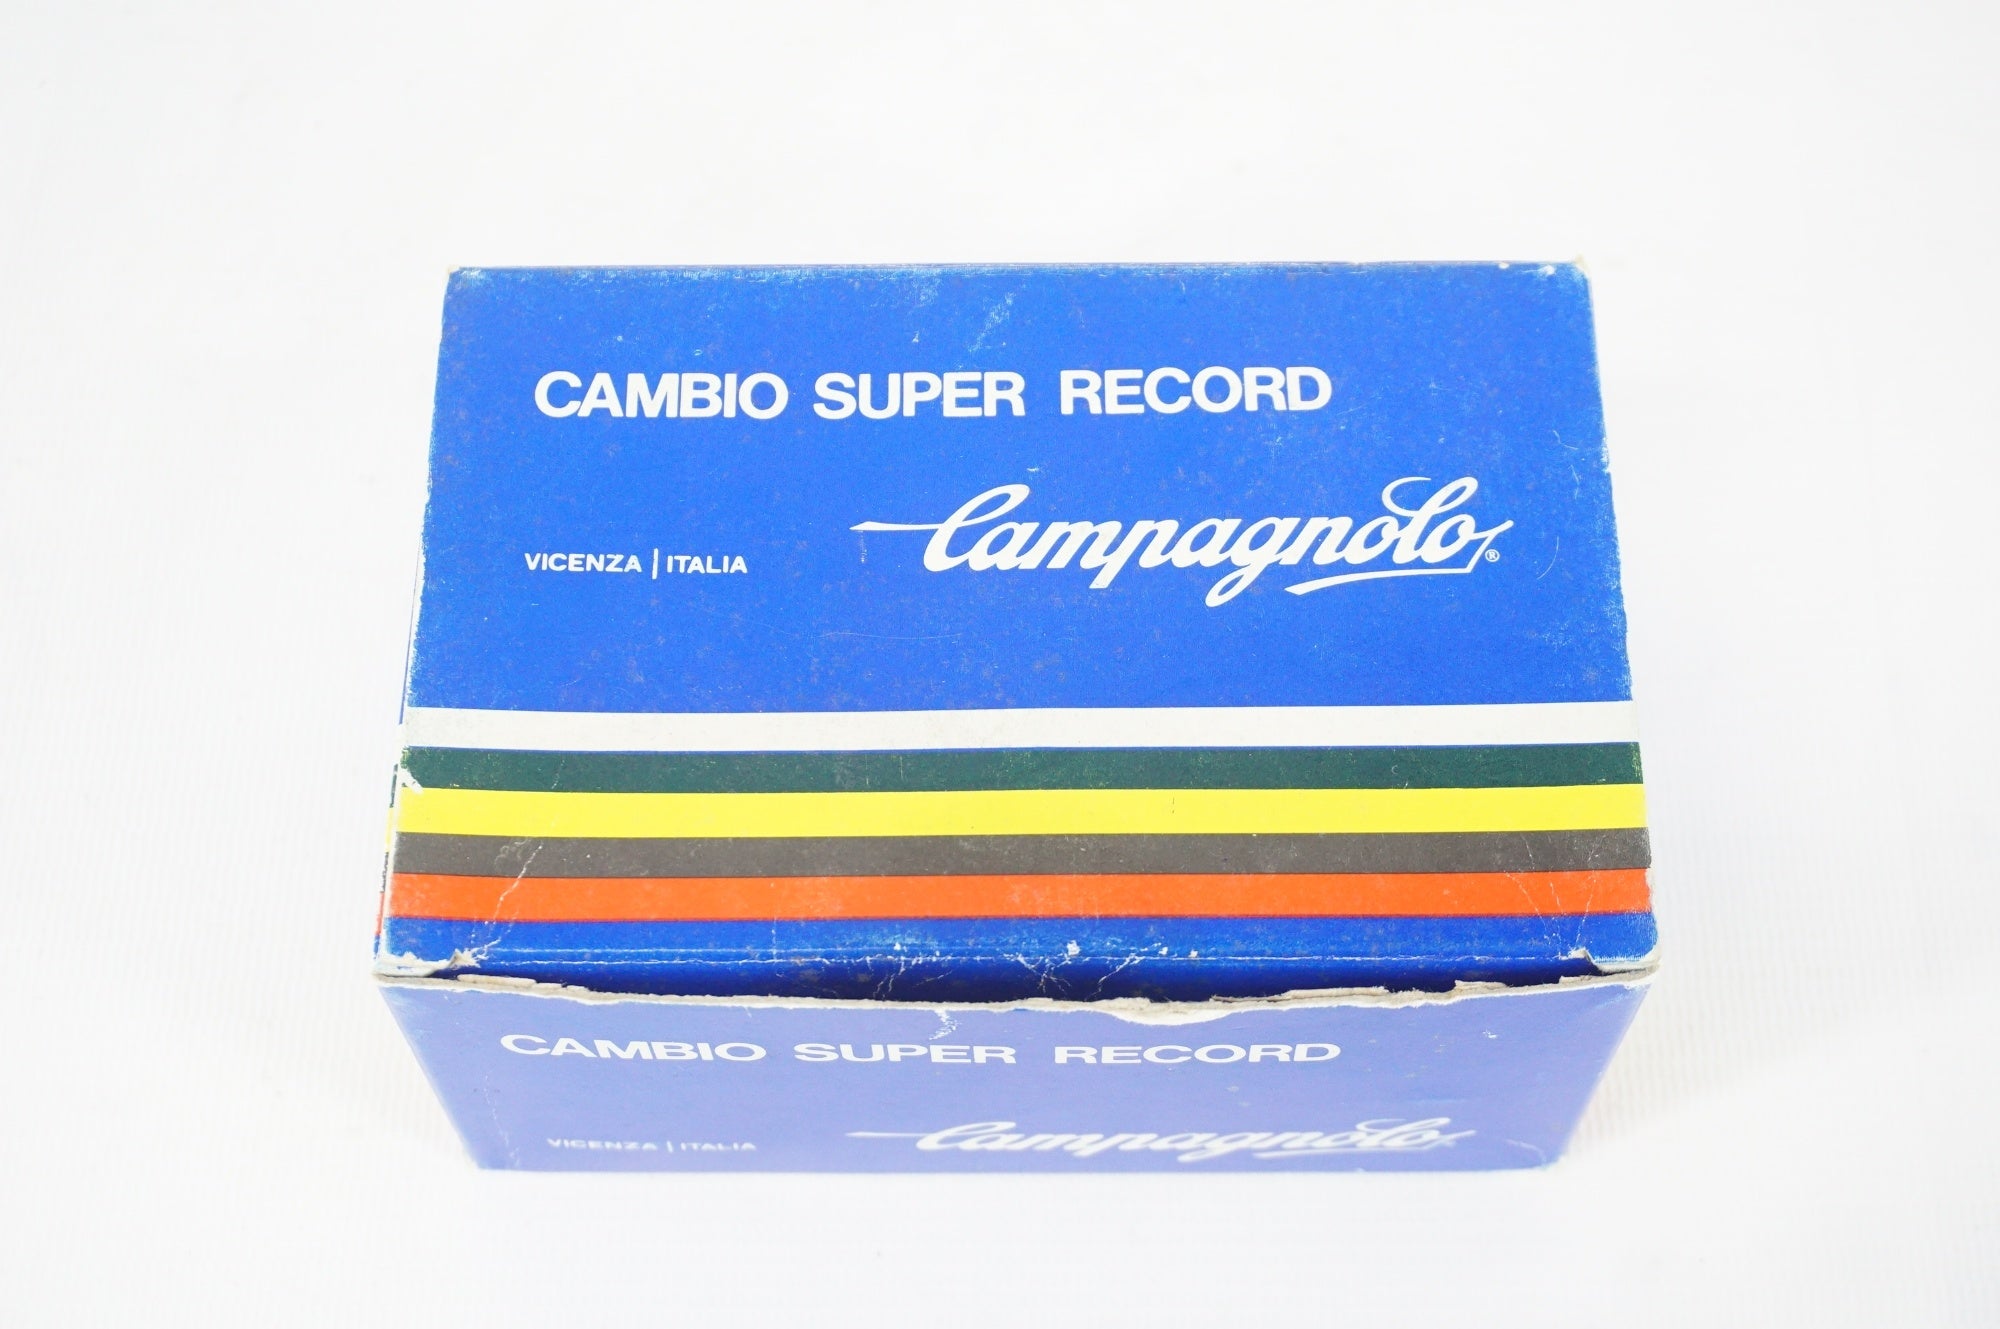 CAMBIO SUPER RECORD
Campagnolo®
VICENZA | ITALIA
CAMBIO SUPER RECORD
VICENZA | ITALIA
Campagnolo